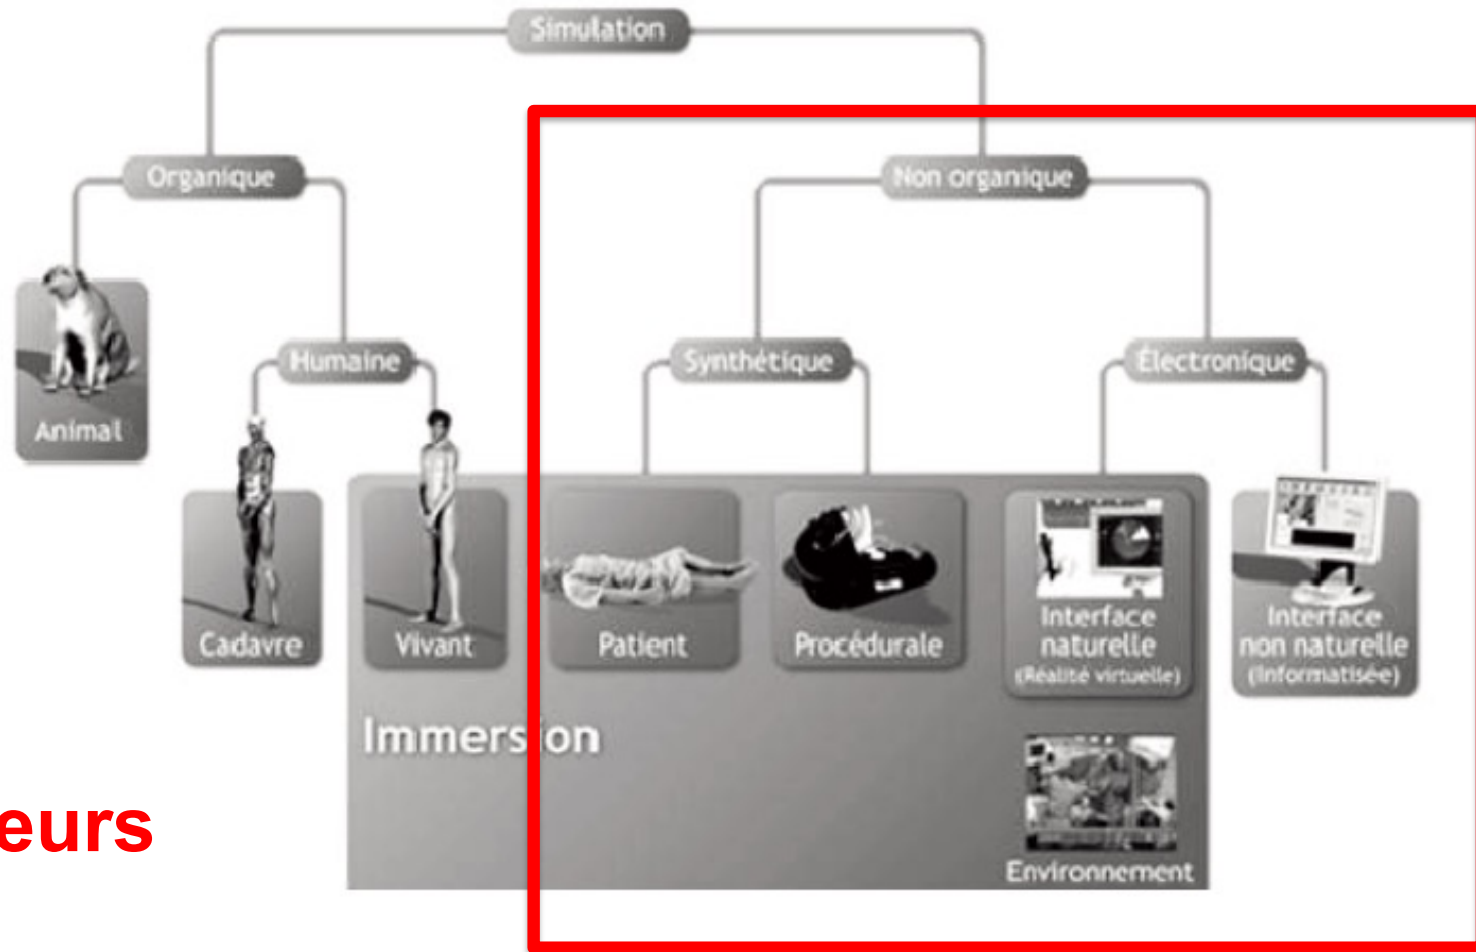 Simulation
Organique
Non organique
Humaine
Synthétique
Électronique
Animal
Cadavre
Vivant
Patient
Procédurale
Interface
naturelle
(Réalité virtuelle)
Interface
non naturelle
(Informatisée)
Immersion
eurs
Environnement